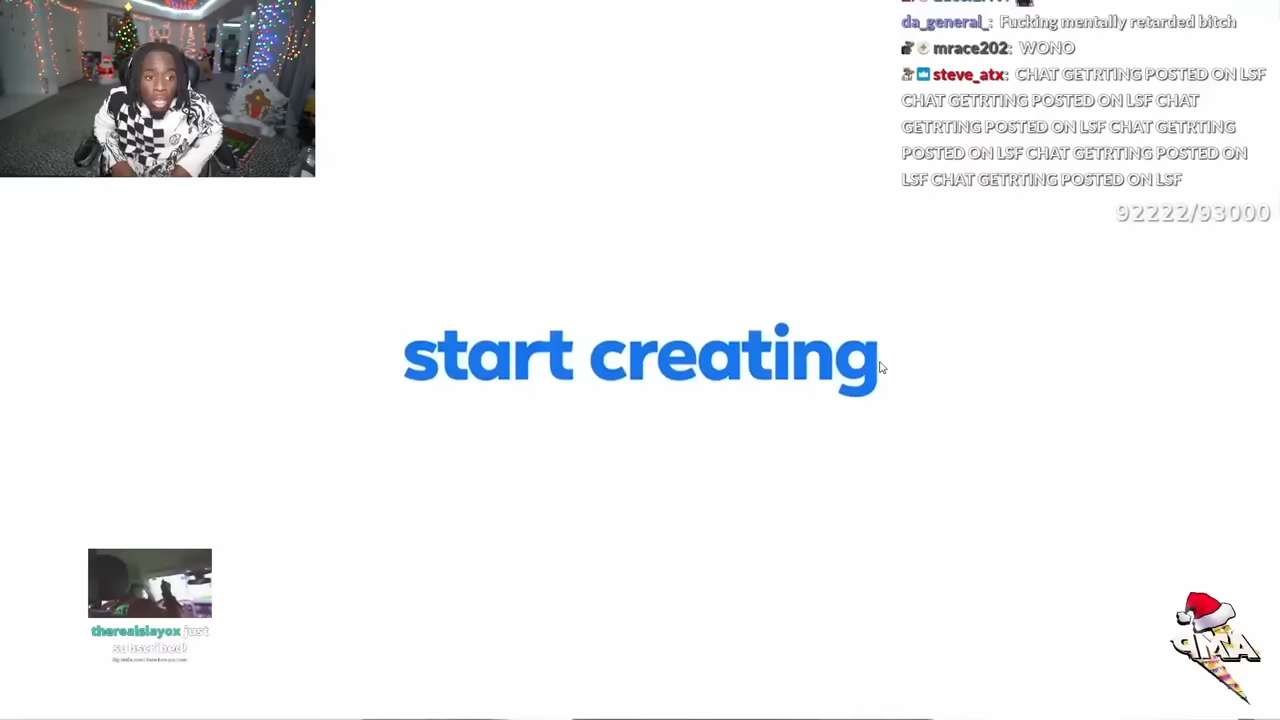 da_general_: Fucking mentally retarded bitch
mrace202: WONO
steve_atx: CHAT GETRTING POSTED ON LSF
CHAT GETRTING POSTED ON LSF CHAT
GETRTING POSTED ON LSF CHAT GETRTING
POSTED ON LSF CHAT GETRTING POSTED ON
LSF CHAT GETRTING POSTED ON LSF
92222/93000
start creating
therealslayox just
subscribed!
AMP